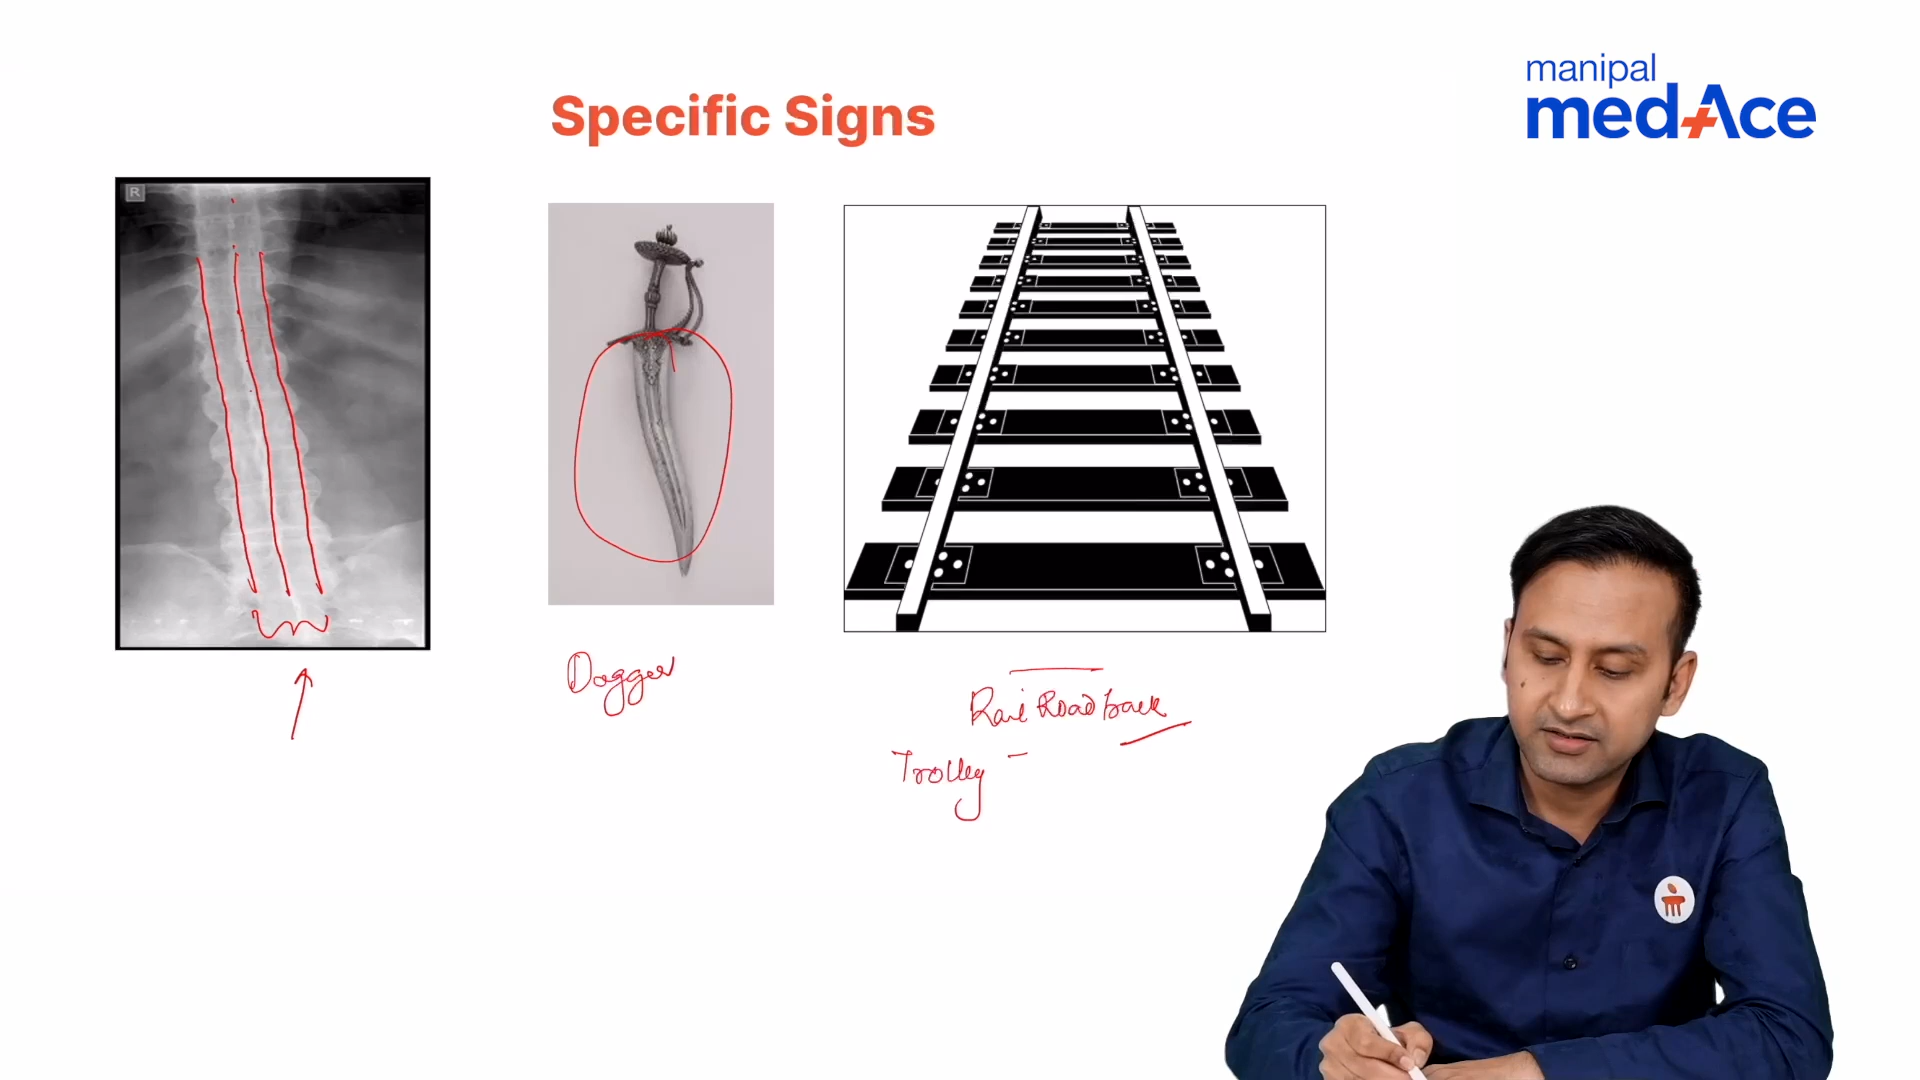 manipal
medAce
Specific Signs
R
Dagger
Rail Road track
Trolley